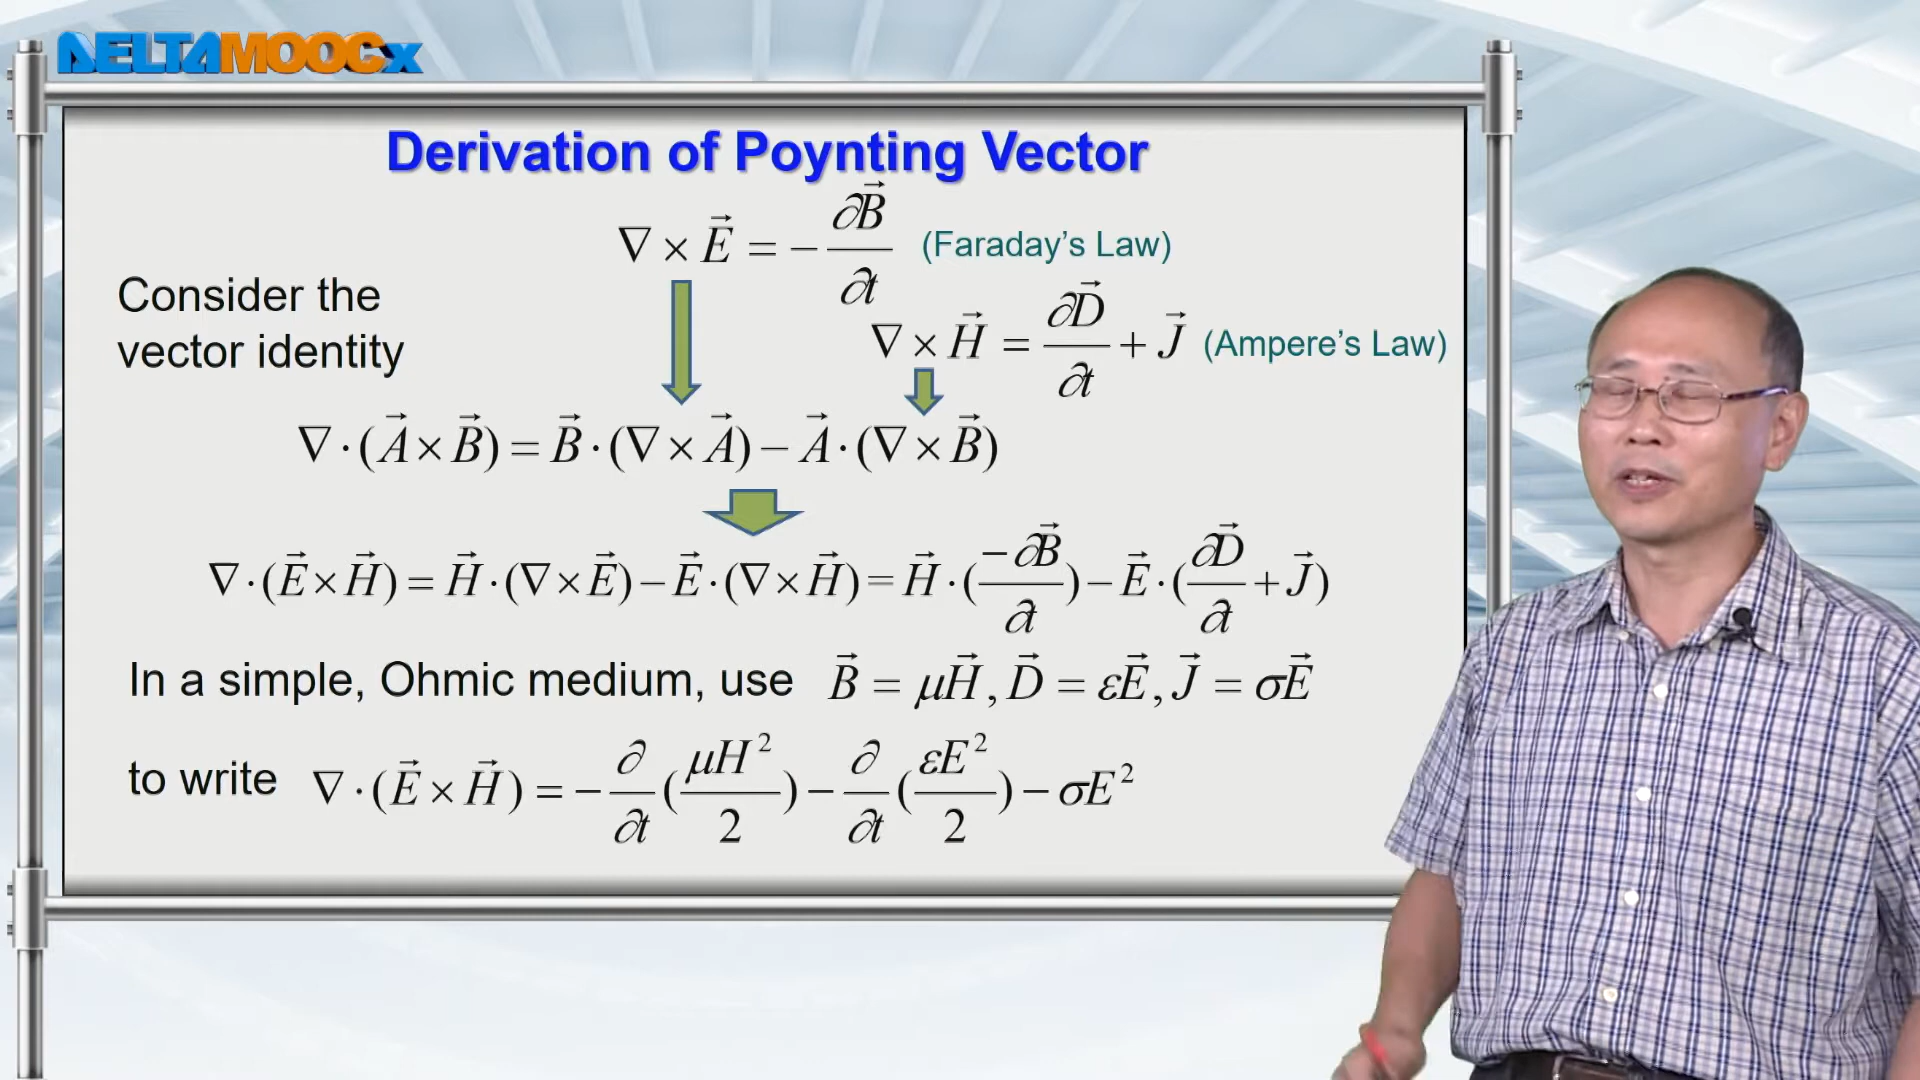 DELTAMOOCx
Derivation of Poynting Vector
∇ × E⃗ = − ∂B⃗/∂t (Faraday's Law)
Consider the
vector identity
∇ × H⃗ = ∂D⃗/∂t + J⃗ (Ampere's Law)
∇ · (A⃗ × B⃗) = B⃗ · (∇ × A⃗) − A⃗ · (∇ × B⃗)
∇ · (E⃗ × H⃗) = H⃗ · (∇ × E⃗) − E⃗ · (∇ × H⃗) = H⃗ · (−∂B⃗/∂t) − E⃗ · (∂D⃗/∂t + J⃗)
In a simple, Ohmic medium, use B⃗ = μH⃗, D⃗ = εE⃗, J⃗ = σE⃗
to write ∇ · (E⃗ × H⃗) = − ∂/∂t (μH²/2) − ∂/∂t (εE²/2) − σE²